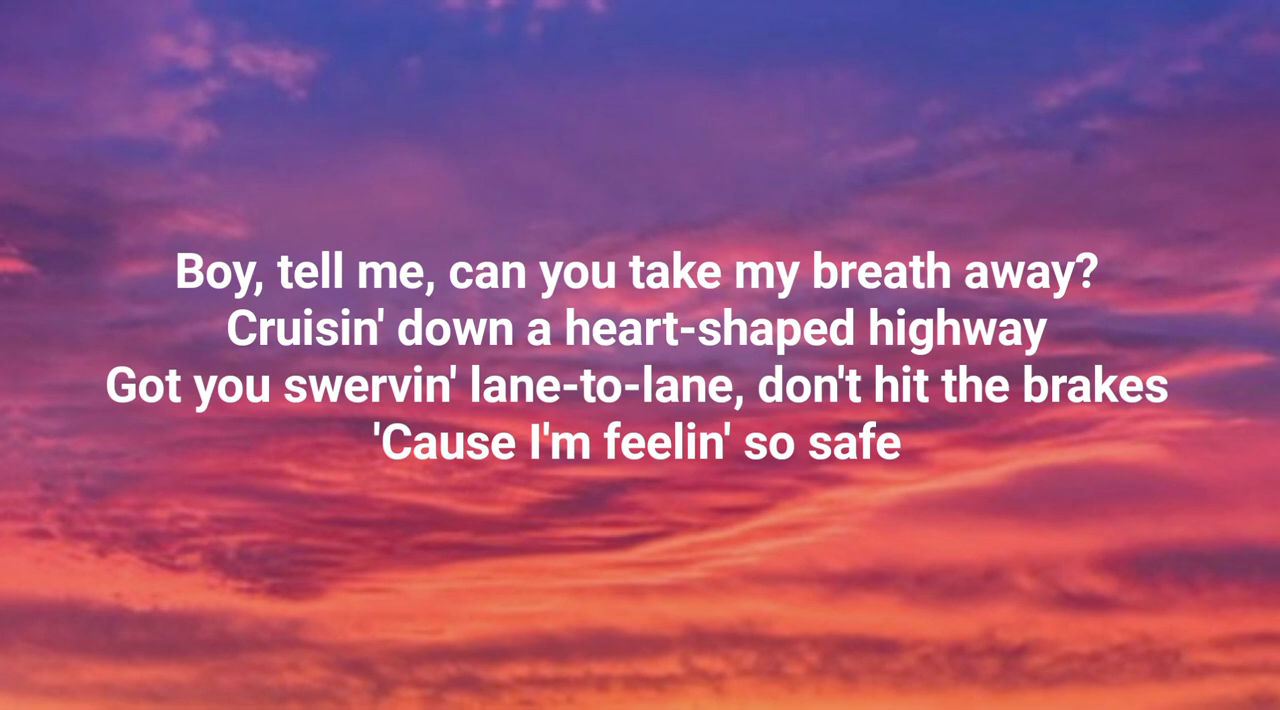 Boy, tell me, can you take my breath away?
Cruisin' down a heart-shaped highway
Got you swervin' lane-to-lane, don't hit the brakes
'Cause I'm feelin' so safe